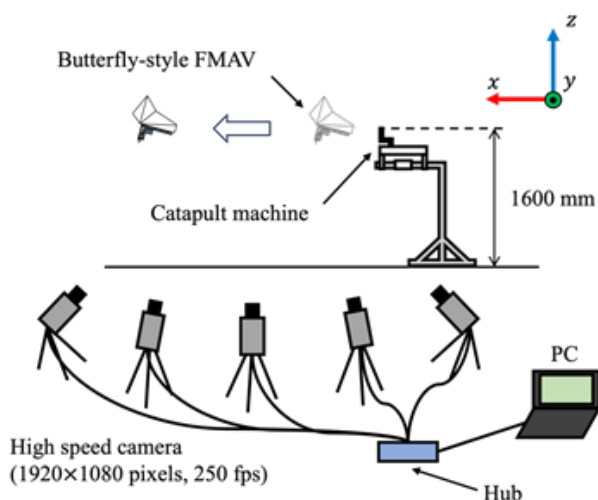 z
Butterfly-style FMAV
x
y
Catapult machine
1600 mm
PC
High speed camera
(1920×1080 pixels, 250 fps)
Hub